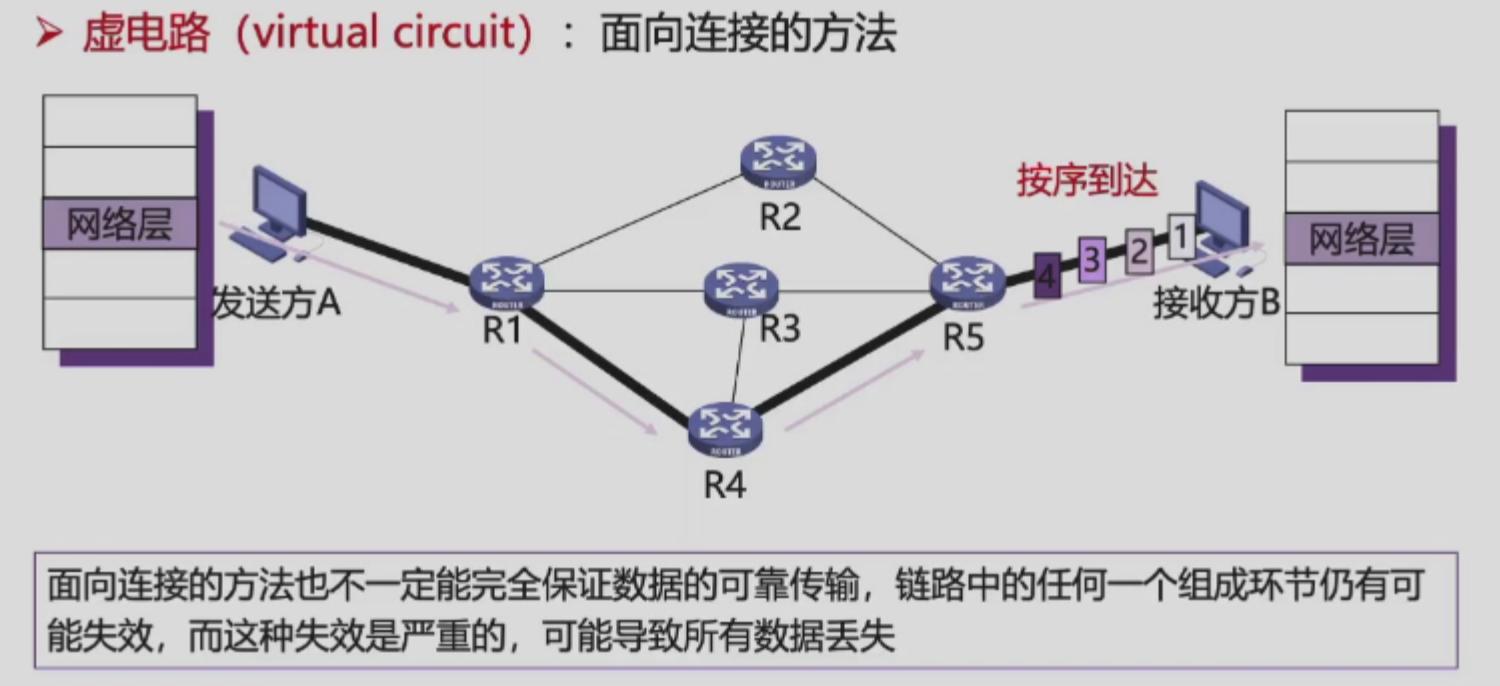 ➤ 虚电路（virtual circuit）：面向连接的方法
网络层
发送方A
ROUTER
R1
ROUTER
R2
ROUTER
R3
ROUTER
R4
ROUTER
R5
按序到达
4
3
2
1
接收方B
网络层
面向连接的方法也不一定能完全保证数据的可靠传输，链路中的任何一个组成环节仍有可
能失效，而这种失效是严重的，可能导致所有数据丢失